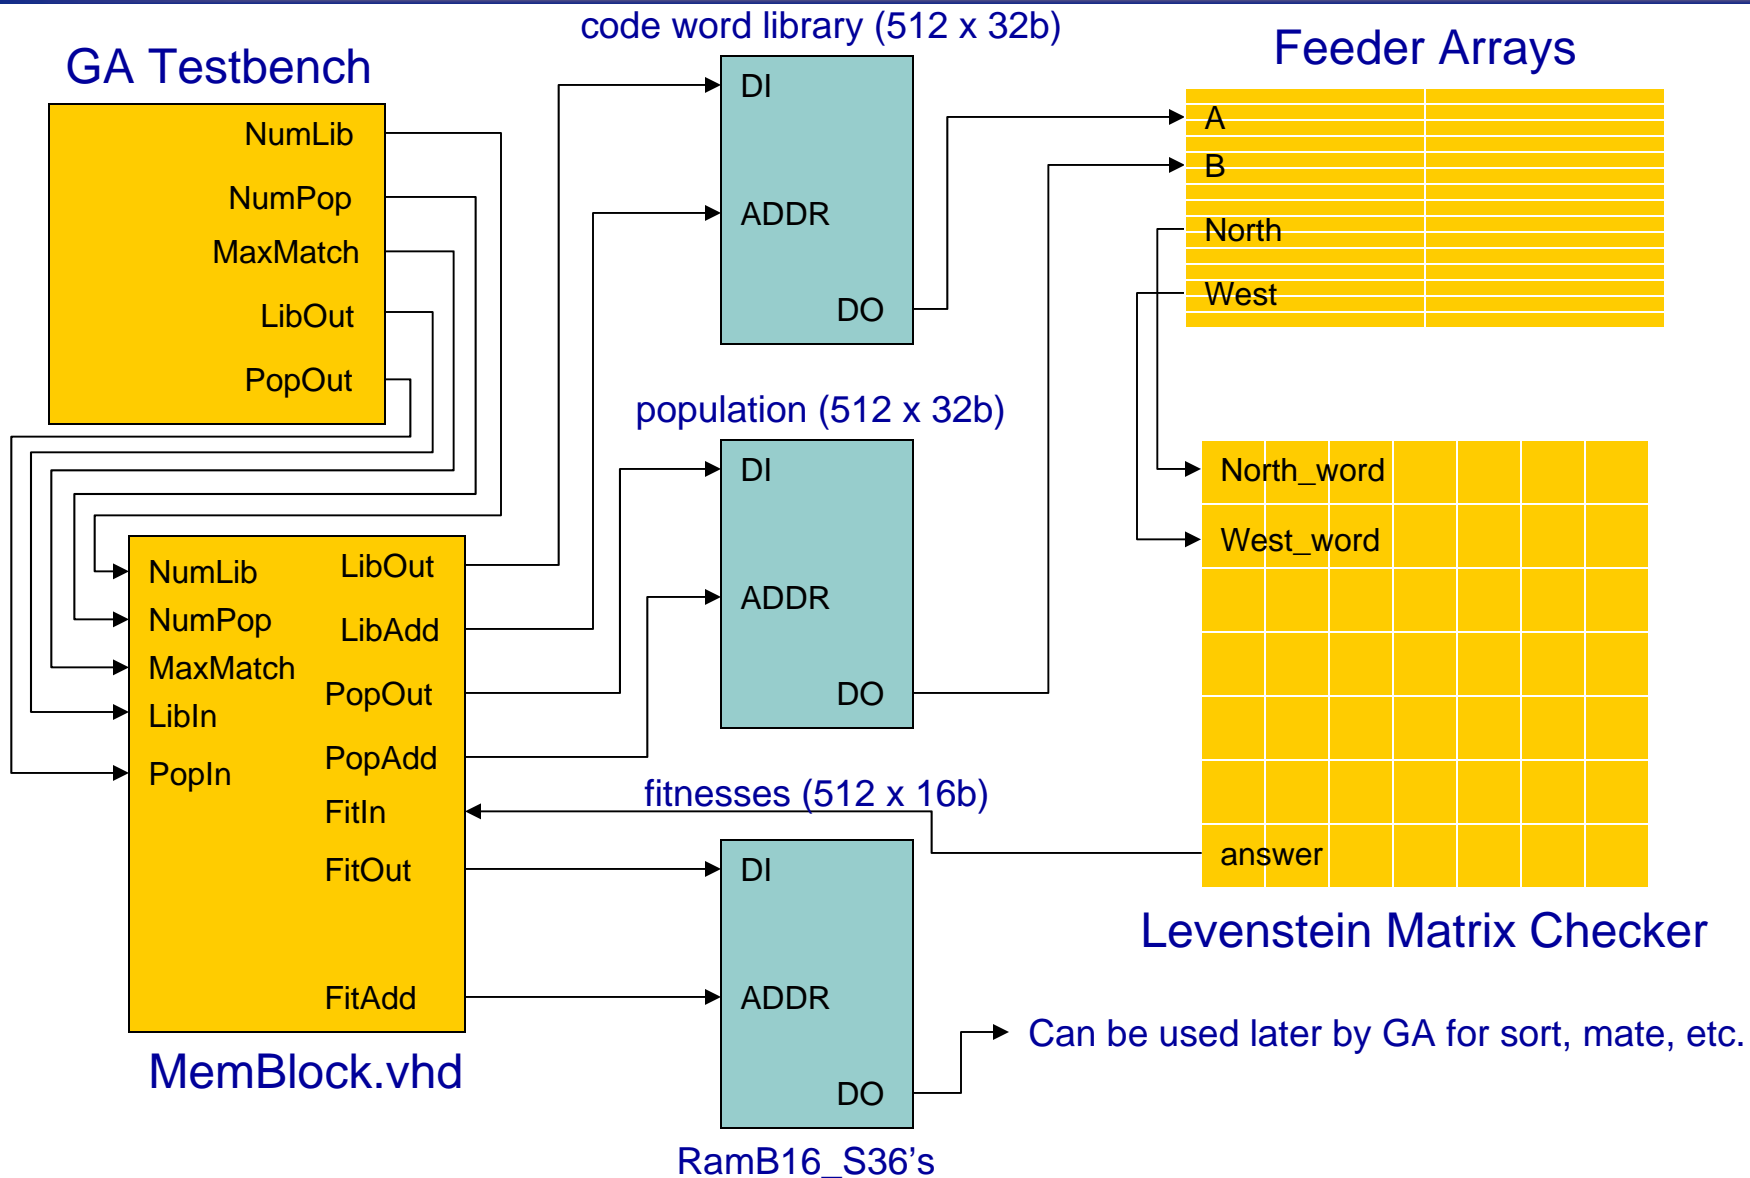 code word library (512 x 32b)
GA Testbench
Feeder Arrays
NumLib
NumPop
MaxMatch
LibOut
PopOut
DI
ADDR
DO
A
B
North
West
population (512 x 32b)
DI
ADDR
DO
North_word
West_word
answer
Levenstein Matrix Checker
NumLib
NumPop
MaxMatch
LibIn
PopIn
LibOut
LibAdd
PopOut
PopAdd
FitIn
FitOut
FitAdd
MemBlock.vhd
fitnesses (512 x 16b)
DI
ADDR
DO
Can be used later by GA for sort, mate, etc.
RamB16_S36's